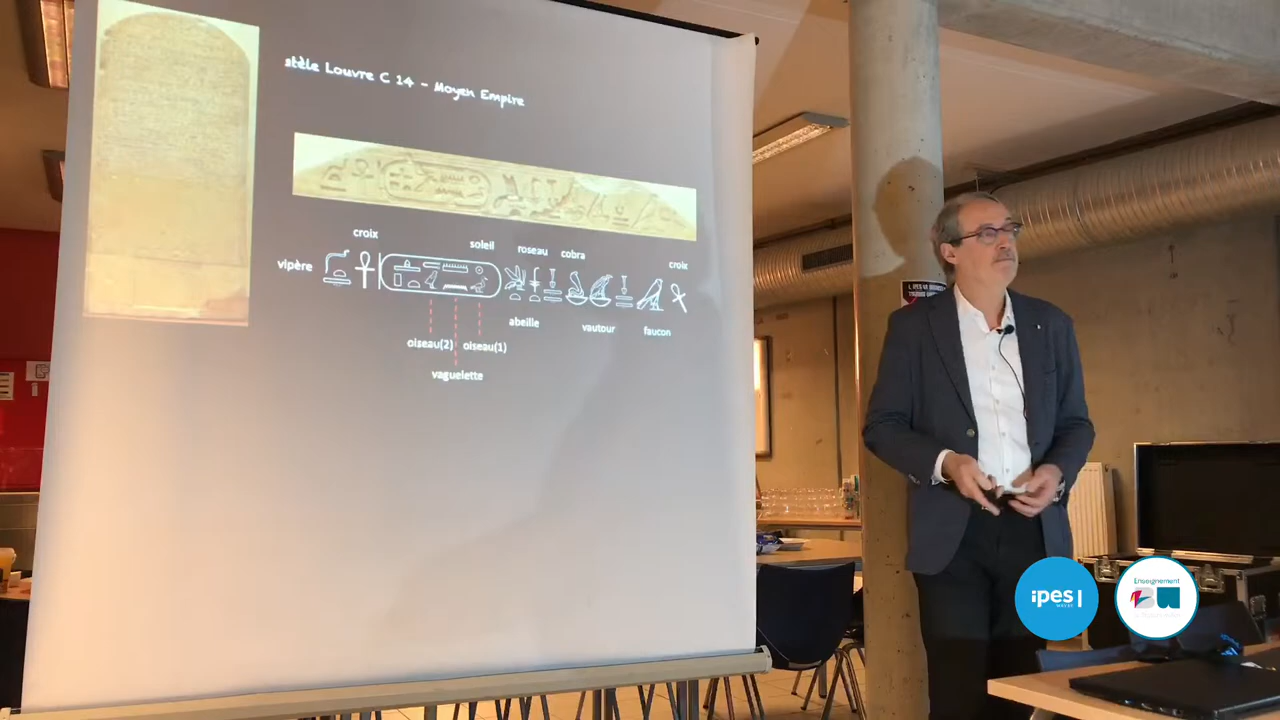 stèle Louvre C 14 - Moyen Empire
croix
soleil
roseau
cobra
croix
vipère
abeille
vautour
faucon
oiseau(2)
oiseau(1)
vaguelette
ipes
Enseignement